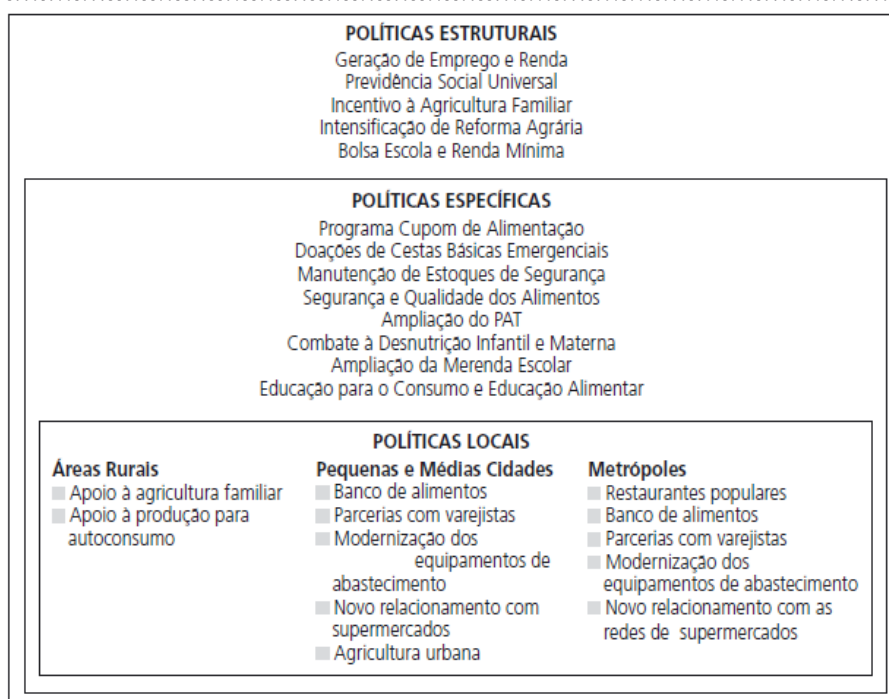 POLÍTICAS ESTRUTURAIS
Geração de Emprego e Renda
Previdência Social Universal
Incentivo à Agricultura Familiar
Intensificação de Reforma Agrária
Bolsa Escola e Renda Mínima
POLÍTICAS ESPECÍFICAS
Programa Cupom de Alimentação
Doações de Cestas Básicas Emergenciais
Manutenção de Estoques de Segurança
Segurança e Qualidade dos Alimentos
Ampliação do PAT
Combate à Desnutrição Infantil e Materna
Ampliação da Merenda Escolar
Educação para o Consumo e Educação Alimentar
POLÍTICAS LOCAIS
Áreas Rurais
Apoio à agricultura familiar
Apoio à produção para
autoconsumo
Pequenas e Médias Cidades
Banco de alimentos
Parcerias com varejistas
Modernização dos
equipamentos de
abastecimento
Novo relacionamento com
supermercados
Agricultura urbana
Metrópoles
Restaurantes populares
Banco de alimentos
Parcerias com varejistas
Modernização dos
equipamentos de abastecimento
Novo relacionamento com as
redes de supermercados